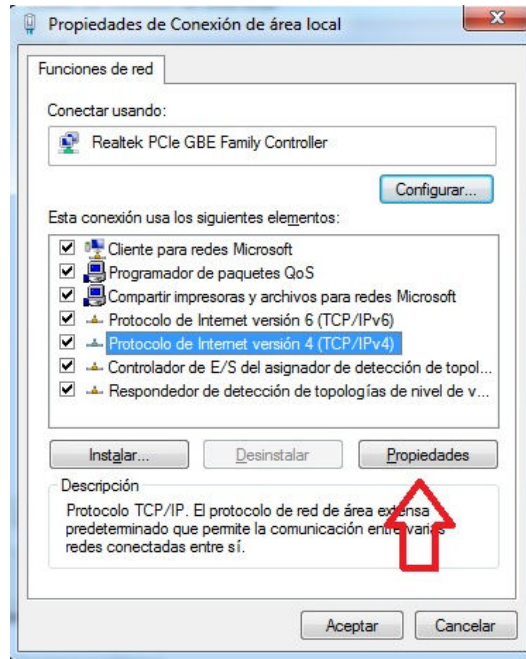 Propiedades de Conexión de área local
Funciones de red
Conectar usando:
Realtek PCIe GBE Family Controller
Configurar...
Esta conexión usa los siguientes elementos:
Cliente para redes Microsoft
Programador de paquetes QoS
Compartir impresoras y archivos para redes Microsoft
Protocolo de Internet versión 6 (TCP/IPv6)
Protocolo de Internet versión 4 (TCP/IPv4)
Controlador de E/S del asignador de detección de topol...
Respondedor de detección de topologías de nivel de v...
Instalar...
Desinstalar
Propiedades
Descripción
Protocolo TCP/IP. El protocolo de red de área extensa
predeterminado que permite la comunicación entre varias
redes conectadas entre sí.
Aceptar
Cancelar